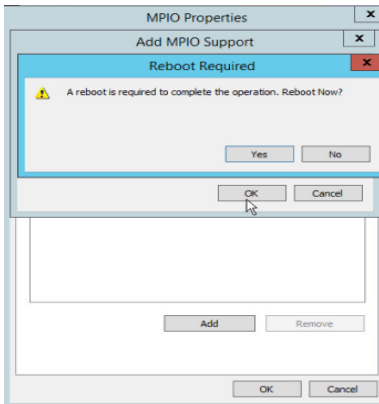 MPIO Properties
x
Add MPIO Support
x
Reboot Required
x
A reboot is required to complete the operation. Reboot Now?
Yes No
OK Cancel
Add Remove
OK Cancel